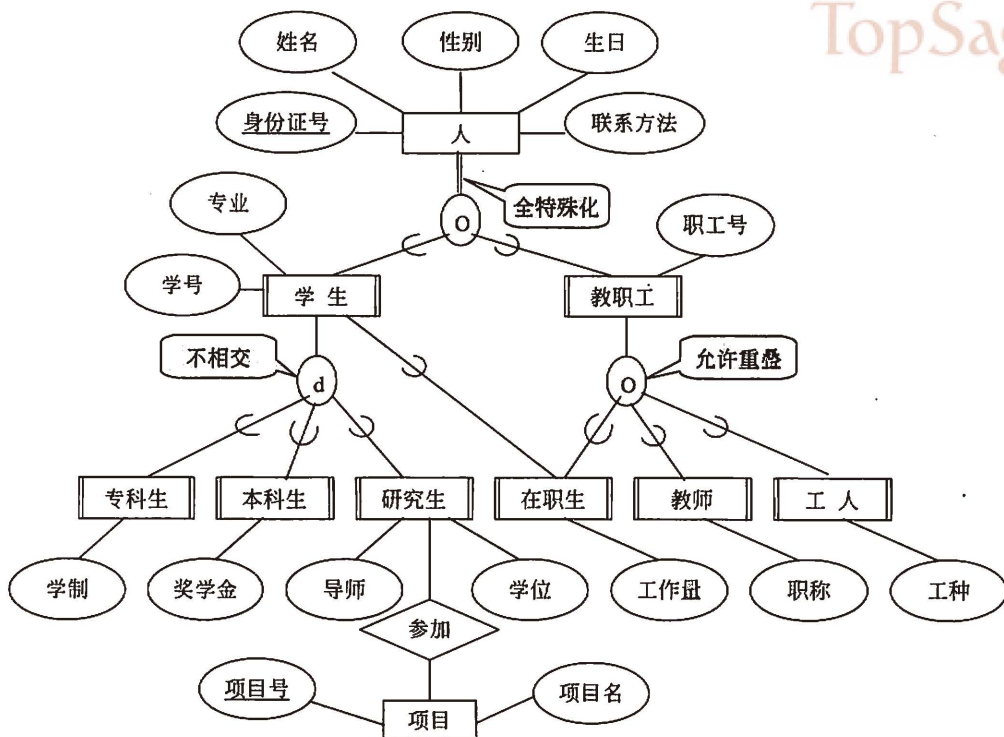 TopSag
姓名
性别
生日
身份证号
人
联系方法
专业
O
全特殊化
职工号
学号
学 生
教职工
不相交
d
O
允许重叠
专科生
本科生
研究生
在职生
教师
工 人
学制
奖学金
导师
学位
工作量
职称
工种
参加
项目号
项目
项目名